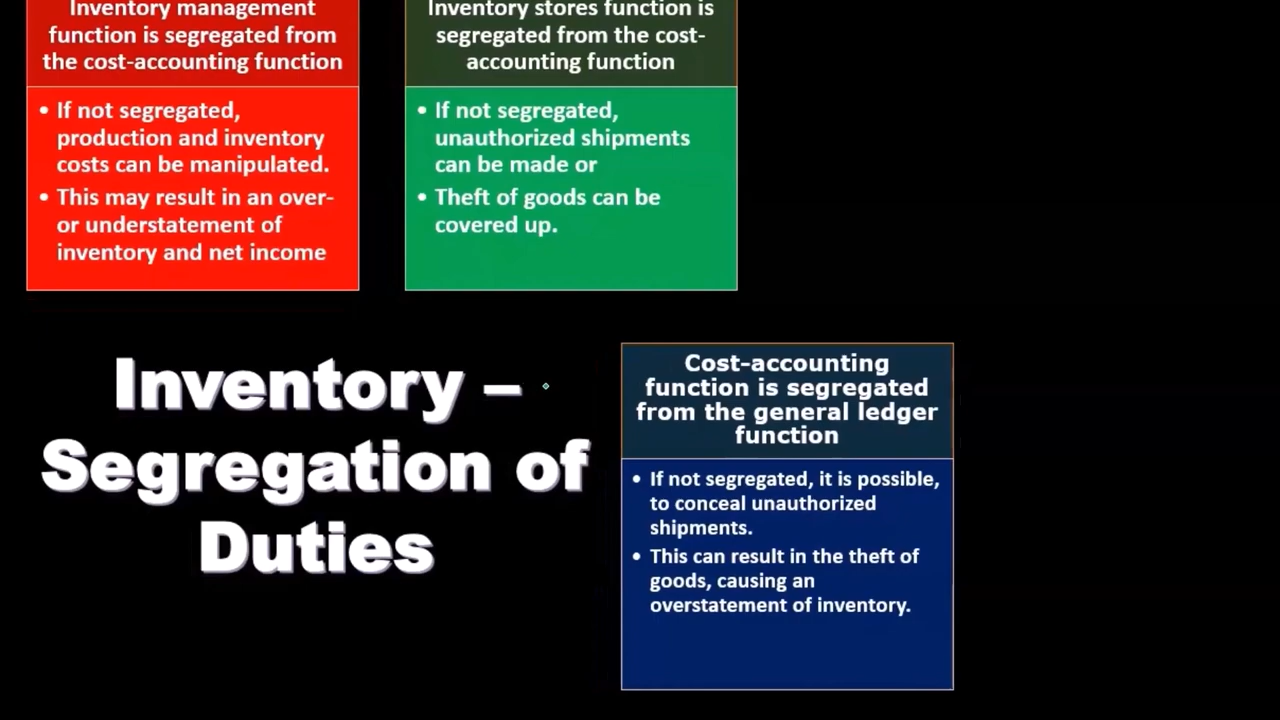 Inventory management
function is segregated from
the cost-accounting function
• If not segregated,
production and inventory
costs can be manipulated.
• This may result in an over-
or understatement of
inventory and net income
Inventory stores function is
segregated from the cost-
accounting function
• If not segregated,
unauthorized shipments
can be made or
• Theft of goods can be
covered up.
Inventory –
Segregation of
Duties
Cost-accounting
function is segregated
from the general ledger
function
• If not segregated, it is possible,
to conceal unauthorized
shipments.
• This can result in the theft of
goods, causing an
overstatement of inventory.